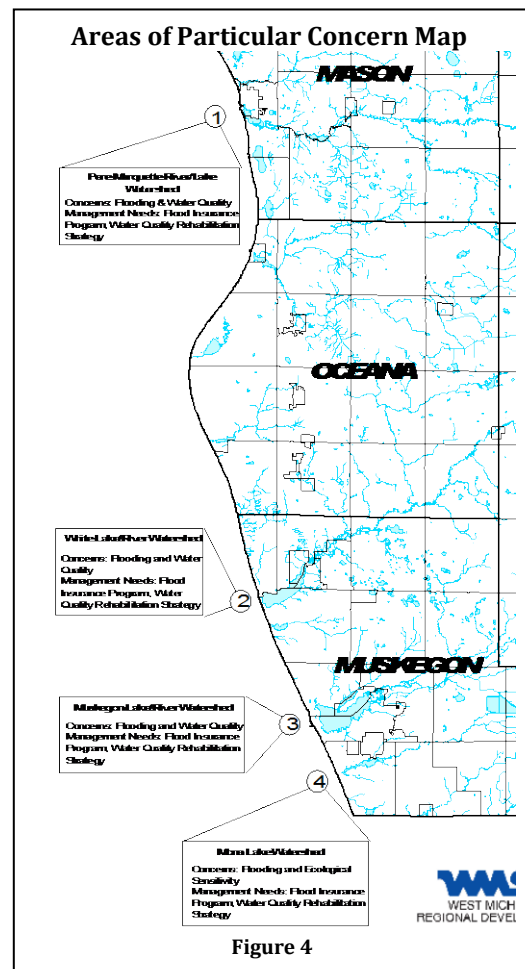 Areas of Particular Concern Map
MASON
1
Pere Marquette River/Lake
Watershed
Concerns: Flooding & Water Quality
Management Needs: Flood Insurance
Program, Water Quality Rehabilitation
Strategy
OCEANA
White Lake/River Watershed
Concerns: Flooding and Water
Quality
Management Needs: Flood
Insurance Program, Water
Quality Rehabilitation Strategy
2
MUSKEGON
Muskegon Lake/River Watershed
Concerns: Flooding and Water Quality
Management Needs: Flood Insurance
Program, Water Quality Rehabilitation
Strategy
3
4
Mona Lake Watershed
Concerns: Flooding and Ecological
Sensitivity
Management Needs: Flood Insurance
Program, Water Quality Rehabilitation
Strategy
WMS
WEST MICH
REGIONAL DEVELO
Figure 4